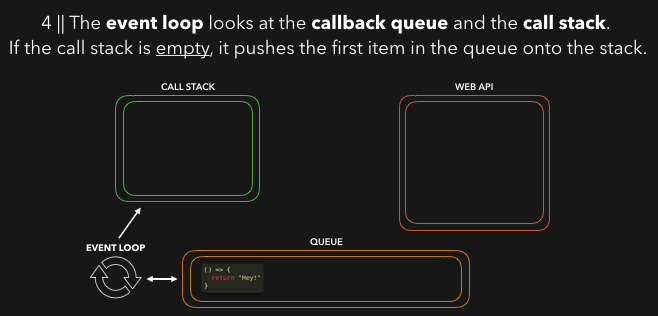 4 || The event loop looks at the callback queue and the call stack.
If the call stack is empty, it pushes the first item in the queue onto the stack.
CALL STACK
WEB API
EVENT LOOP
QUEUE
() => {
return "Hey!"
}